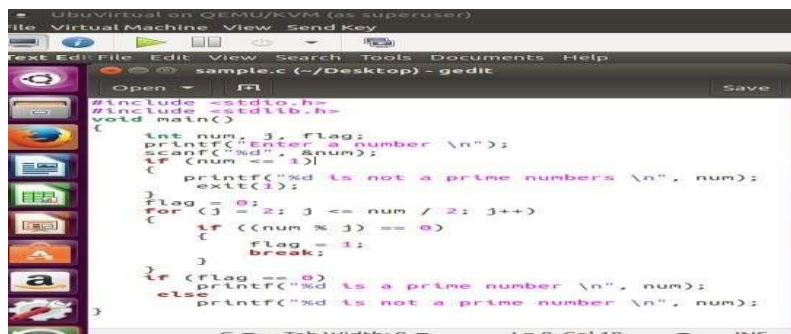 UbuVirtual on QEMU/KVM (as superuser)
File Virtual Machine View Send Key
Text Edi File Edit View Search Tools Documents Help
sample.c (~/Desktop) - gedit
Open Save
#include <stdio.h>
#include <stdlib.h>
void main()
{
int num, j, flag;
printf("Enter a number \n");
scanf("%d", &num);
if (num <= 1)
{
printf("%d is not a prime numbers \n", num);
exit(1);
}
flag = 0;
for (j = 2; j <= num / 2; j++)
{
if ((num % j) == 0)
{
flag = 1;
break;
}
}
if (flag == 0)
printf("%d is a prime number \n", num);
else
printf("%d is not a prime number \n", num);
}